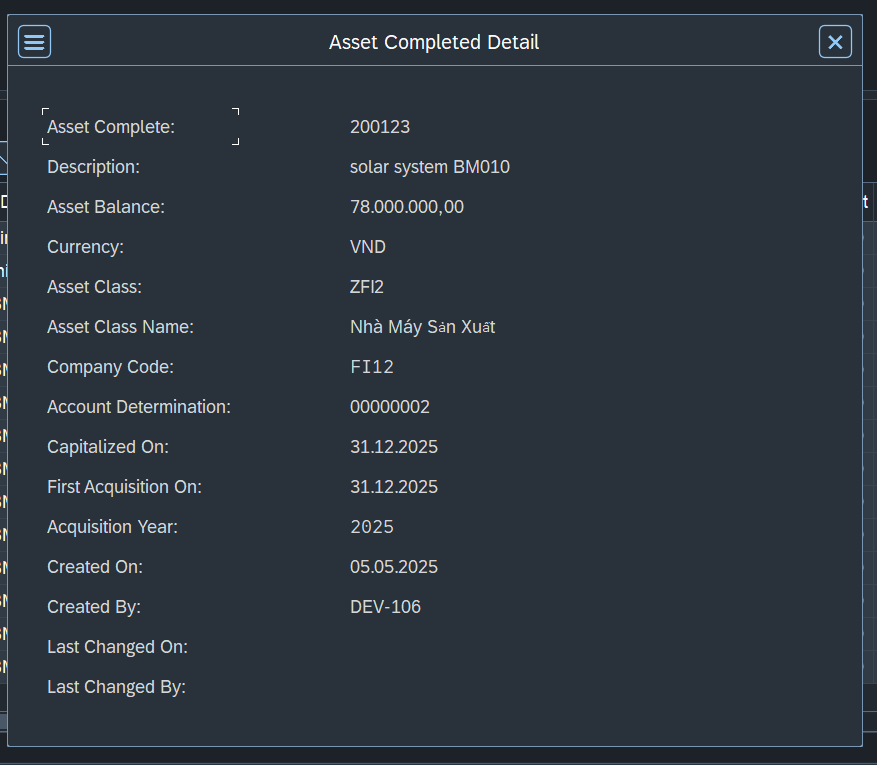 Asset Completed Detail
Asset Complete: 200123
Description: solar system BM010
Asset Balance: 78.000.000,00
Currency: VND
Asset Class: ZFI2
Asset Class Name: Nhà Máy Sản Xuất
Company Code: FI12
Account Determination: 00000002
Capitalized On: 31.12.2025
First Acquisition On: 31.12.2025
Acquisition Year: 2025
Created On: 05.05.2025
Created By: DEV-106
Last Changed On:
Last Changed By: